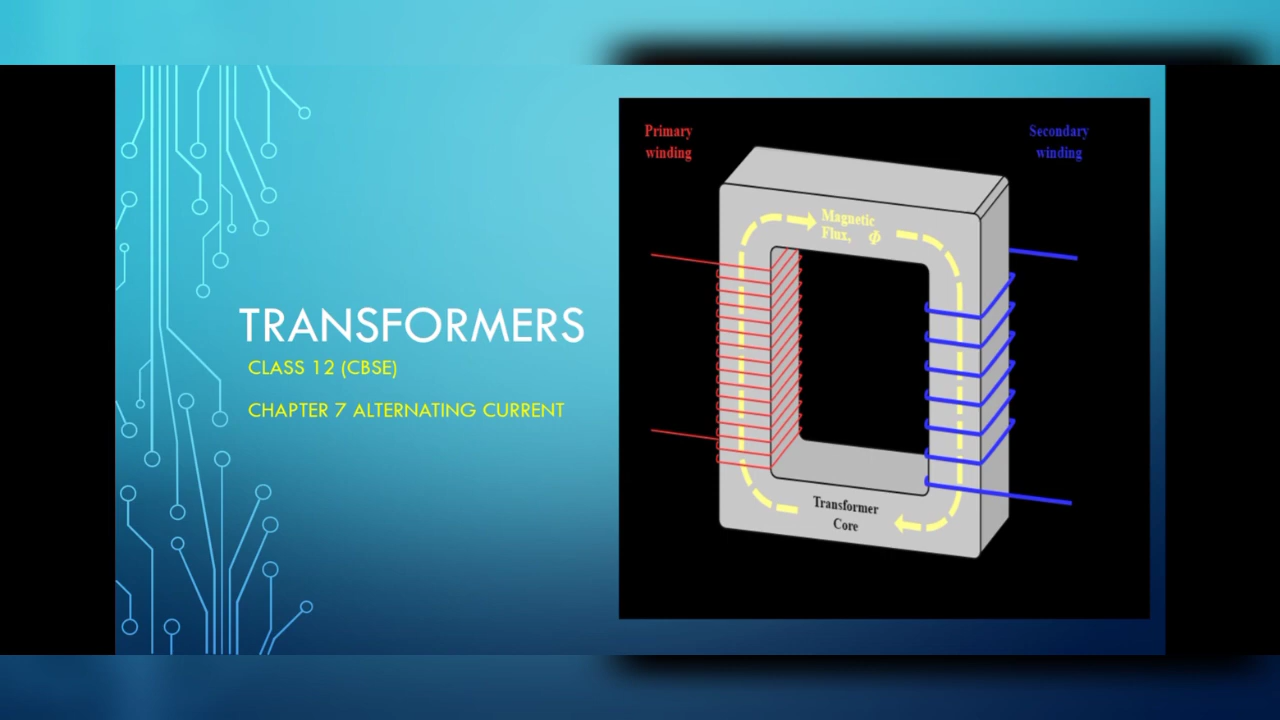 TRANSFORMERS
CLASS 12 (CBSE)
CHAPTER 7 ALTERNATING CURRENT
Primary
winding
Secondary
winding
Magnetic
Flux, Φ
Transformer
Core